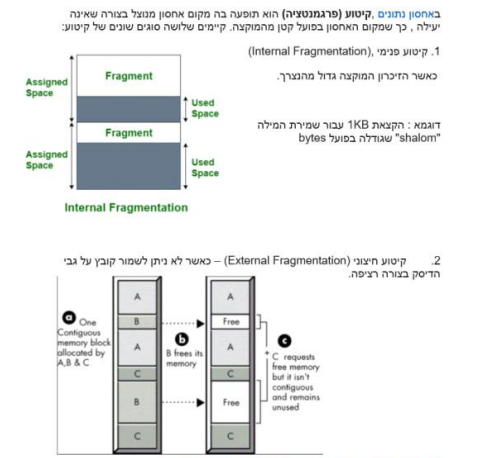 באחסון נתונים, קיטוע (פרגמנטציה) הוא תופעה בה מקום אחסון מנוצל בצורה שאינה
יעילה, כך שמקום האחסון בפועל קטן מהמוקצה. קיימים שלושה סוגים שונים של קיטוע:
1. קיטוע פנימי, (Internal Fragmentation)
כאשר הזיכרון המוקצה גדול מהנצרך.
דוגמא : הקצאת 1KB עבור שמירת המילה
"shalom" שגודלה בפועל bytes
Assigned
Space
Fragment
Used
Space
Assigned
Space
Fragment
Used
Space
Internal Fragmentation
2. קיטוע חיצוני (External Fragmentation) – כאשר לא ניתן לשמור קובץ על גבי
הדיסק בצורה רציפה.
a One
Contiguous
memory block
allocated by
A,B & C
A
B
A
C
B
C
b
B frees its
memory
A
Free
A
C
Free
C
c
C requests
free memory
but it isn't
contiguous
and remains
unused